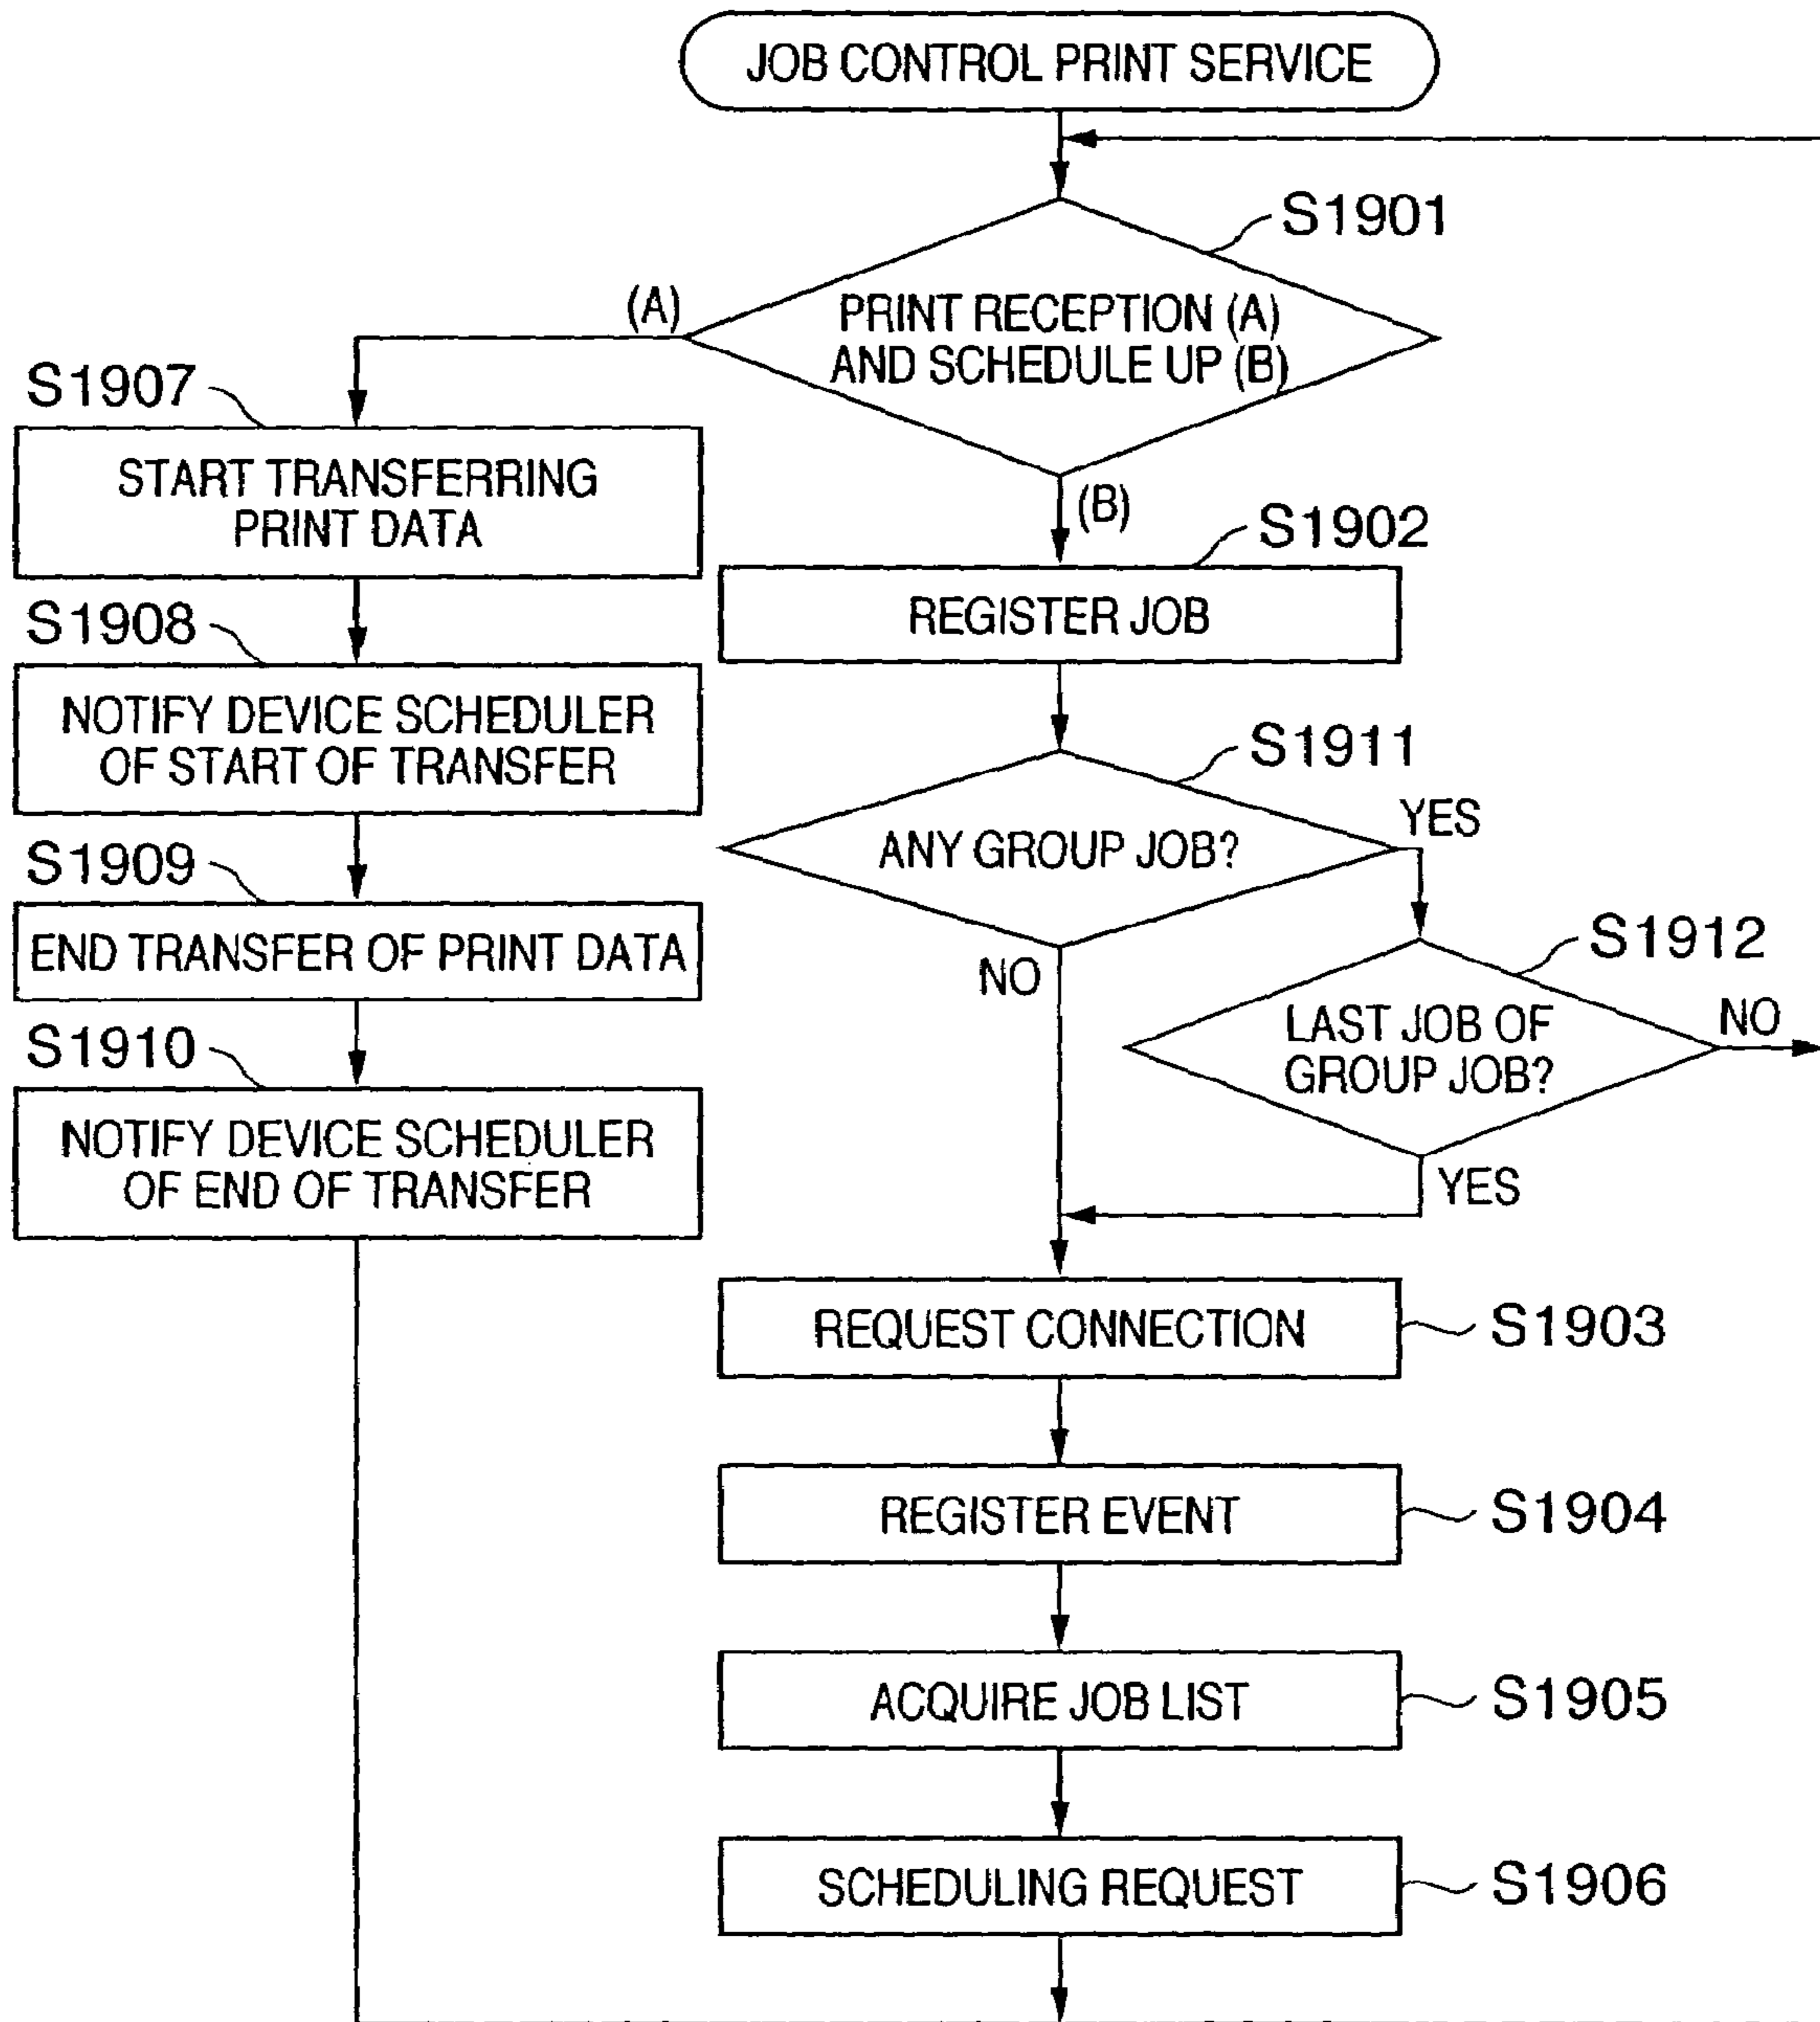 JOB CONTROL PRINT SERVICE
S1901
PRINT RECEPTION (A)
AND SCHEDULE UP (B)
(A)
(B)
S1907
START TRANSFERRING
PRINT DATA
S1908
NOTIFY DEVICE SCHEDULER
OF START OF TRANSFER
S1909
END TRANSFER OF PRINT DATA
S1910
NOTIFY DEVICE SCHEDULER
OF END OF TRANSFER
S1902
REGISTER JOB
S1911
ANY GROUP JOB?
YES
NO
S1912
LAST JOB OF
GROUP JOB?
NO
YES
REQUEST CONNECTION
S1903
REGISTER EVENT
S1904
ACQUIRE JOB LIST
S1905
SCHEDULING REQUEST
S1906